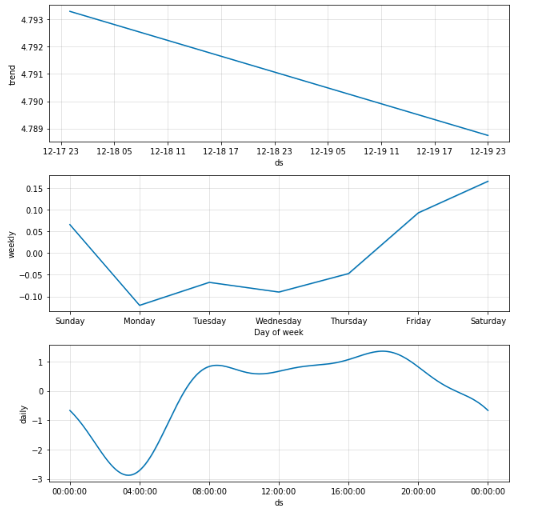 4.793
4.792
4.791
4.790
4.789
trend
12-17 23 12-18 05 12-18 11 12-18 17 12-18 23 12-19 05 12-19 11 12-19 17 12-19 23
ds
0.15
0.10
0.05
0.00
−0.05
−0.10
weekly
Sunday Monday Tuesday Wednesday Thursday Friday Saturday
Day of week
1
0
−1
−2
−3
daily
00:00:00 04:00:00 08:00:00 12:00:00 16:00:00 20:00:00 00:00:00
ds